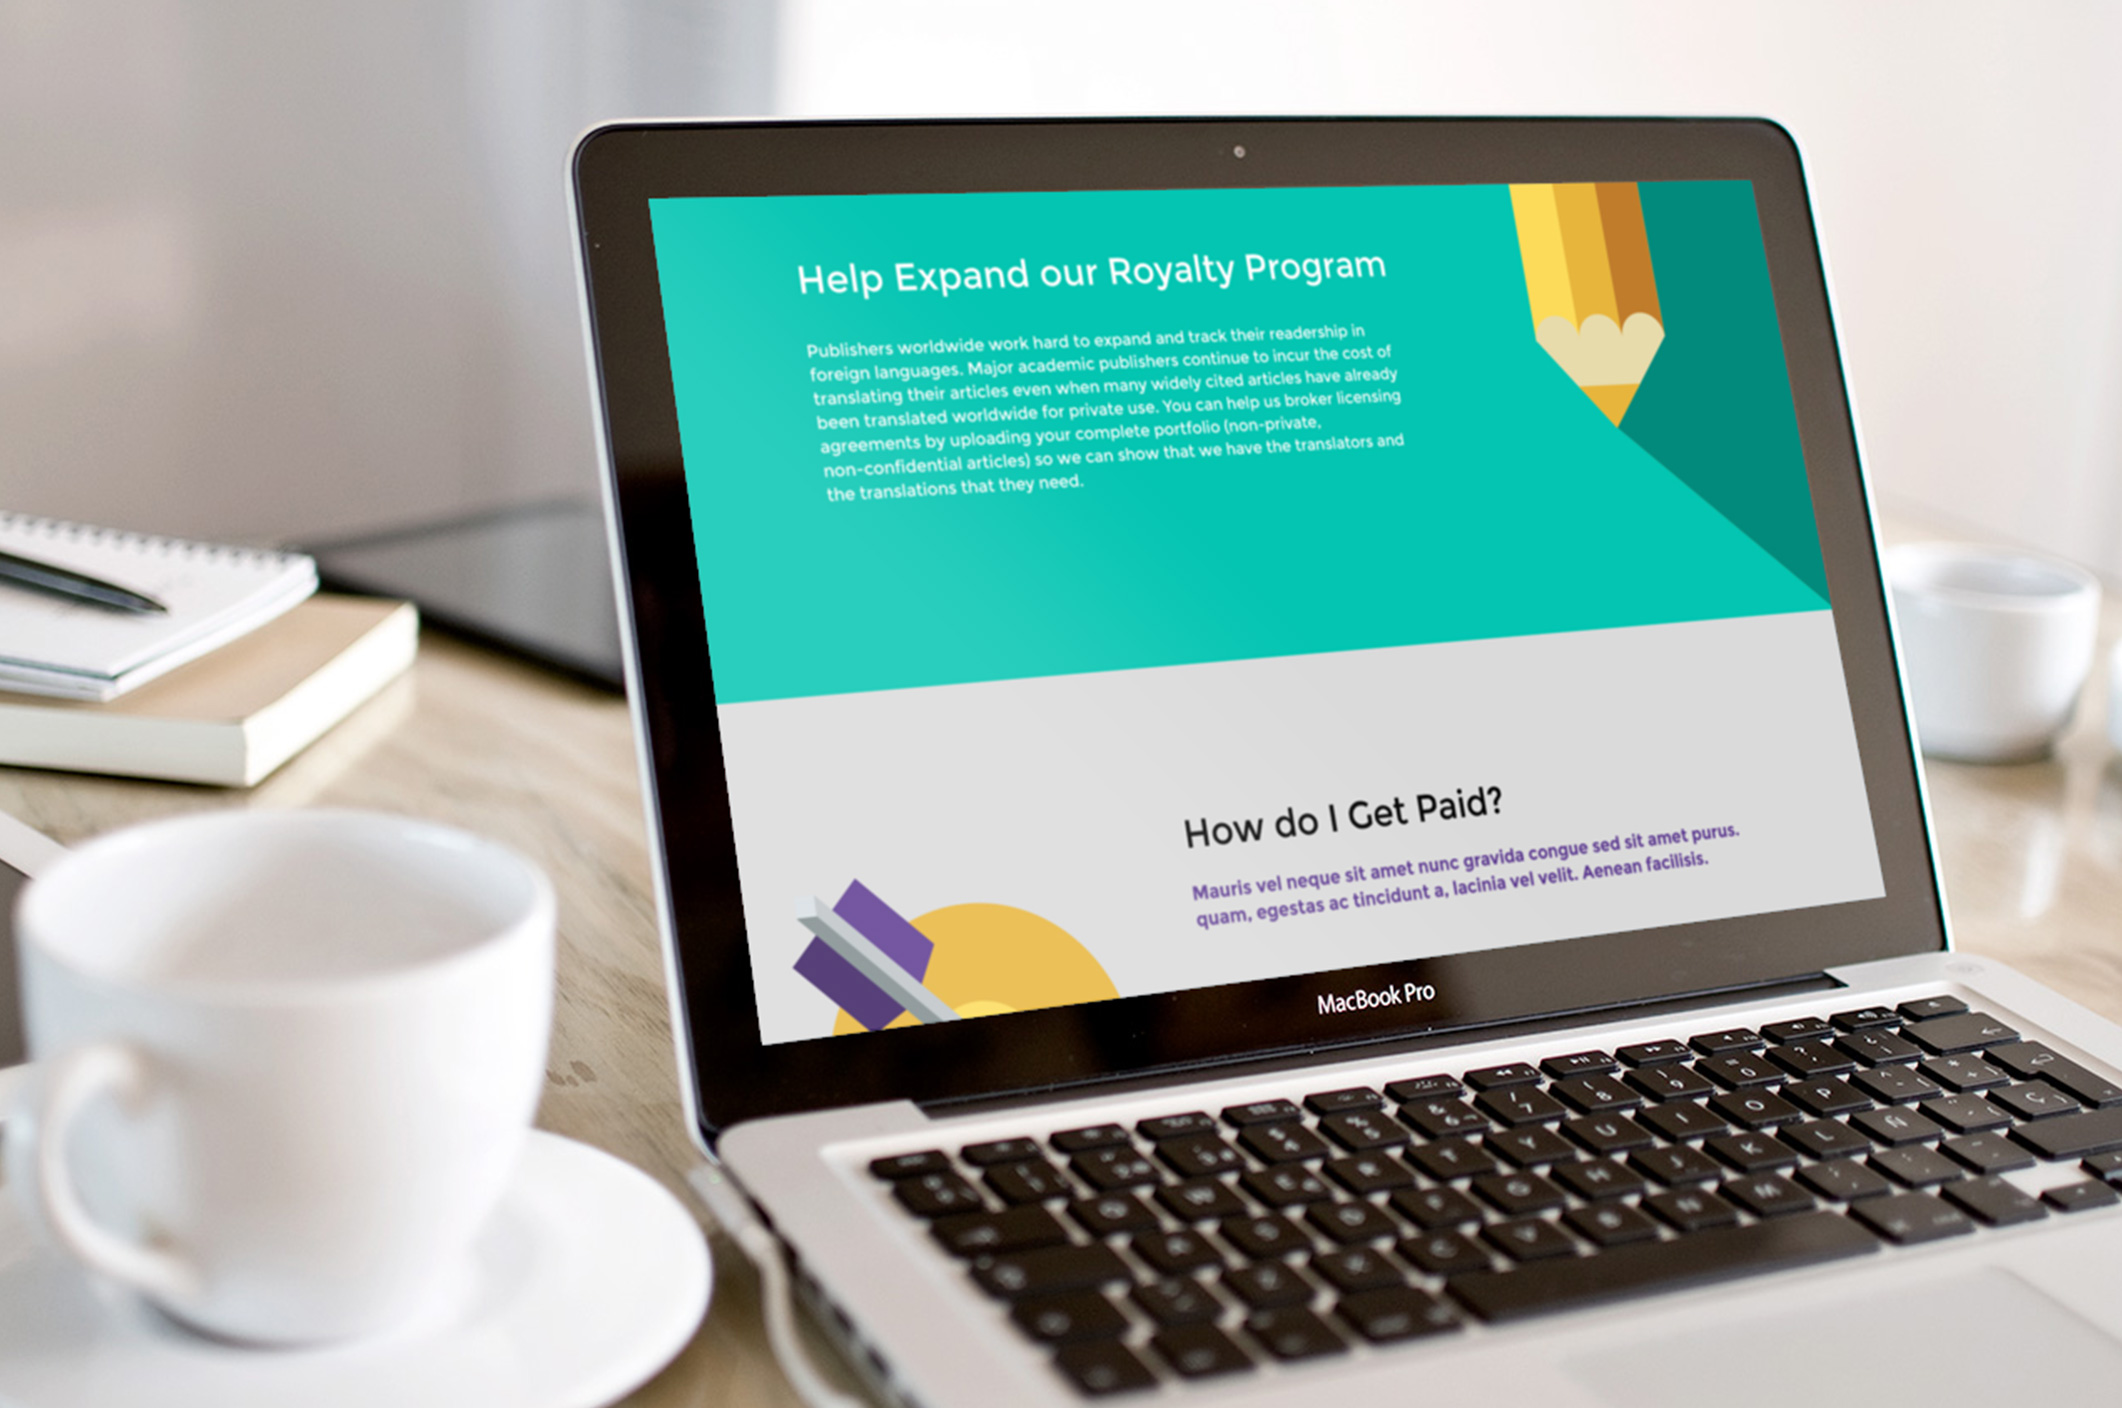 Help Expand our Royalty Program
Publishers worldwide work hard to expand and track their readership in
foreign languages. Major academic publishers continue to incur the cost of
translating their articles even when many widely cited articles have already
been translated worldwide for private use. You can help us broker licensing
agreements by uploading your complete portfolio (non-private,
non-confidential articles) so we can show that we have the translators and
the translations that they need.
How do I Get Paid?
Mauris vel neque sit amet nunc gravida congue sed sit amet purus.
quam, egestas ac tincidunt a, lacinia vel velit. Aenean facilisis.
MacBook Pro
7 8 9 0
Q W E R T Y U I O P
A S D F G H J K L Ñ
Z X C V B N M